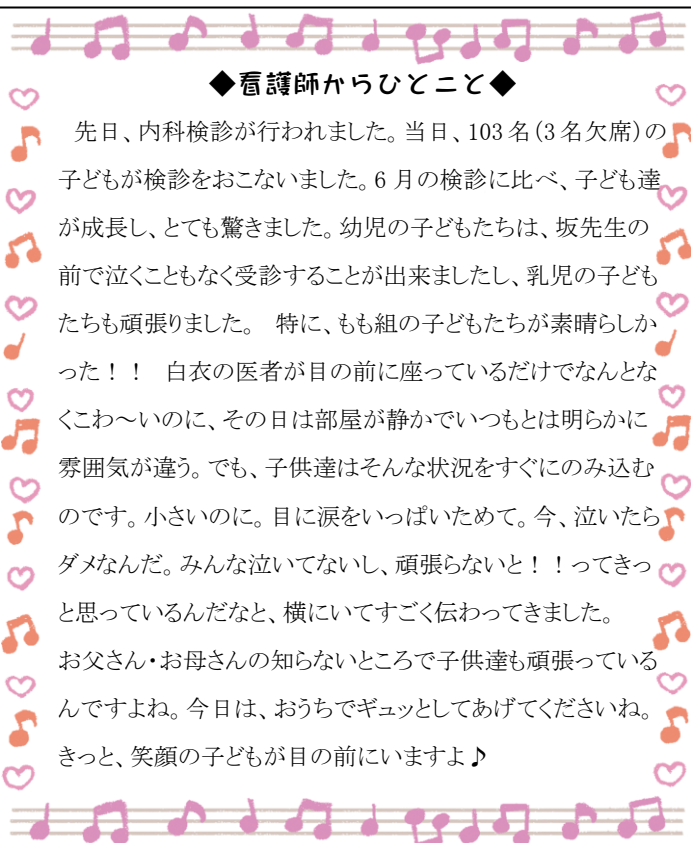 ◆看護師からひとこと◆
先日、内科検診が行われました。当日、103名(3名欠席)の
子どもが検診をおこないました。6月の検診に比べ、子ども達
が成長し、とても驚きました。幼児の子どもたちは、坂先生の
前で泣くこともなく受診することが出来ましたし、乳児の子ども
たちも頑張りました。　特に、もも組の子どもたちが素晴らしか
った！！　白衣の医者が目の前に座っているだけでなんとな
くこわ～いのに、その日は部屋が静かでいつもとは明らかに
雰囲気が違う。でも、子供達はそんな状況をすぐにのみ込む
のです。小さいのに。目に涙をいっぱいためて。今、泣いたら
ダメなんだ。みんな泣いてないし、頑張らないと！！ってきっ
と思っているんだなと、横にいてすごく伝わってきました。
お父さん・お母さんの知らないところで子供達も頑張っている
んですよね。今日は、おうちでギュッとしてあげてくださいね。
きっと、笑顔の子どもが目の前にいますよ♪